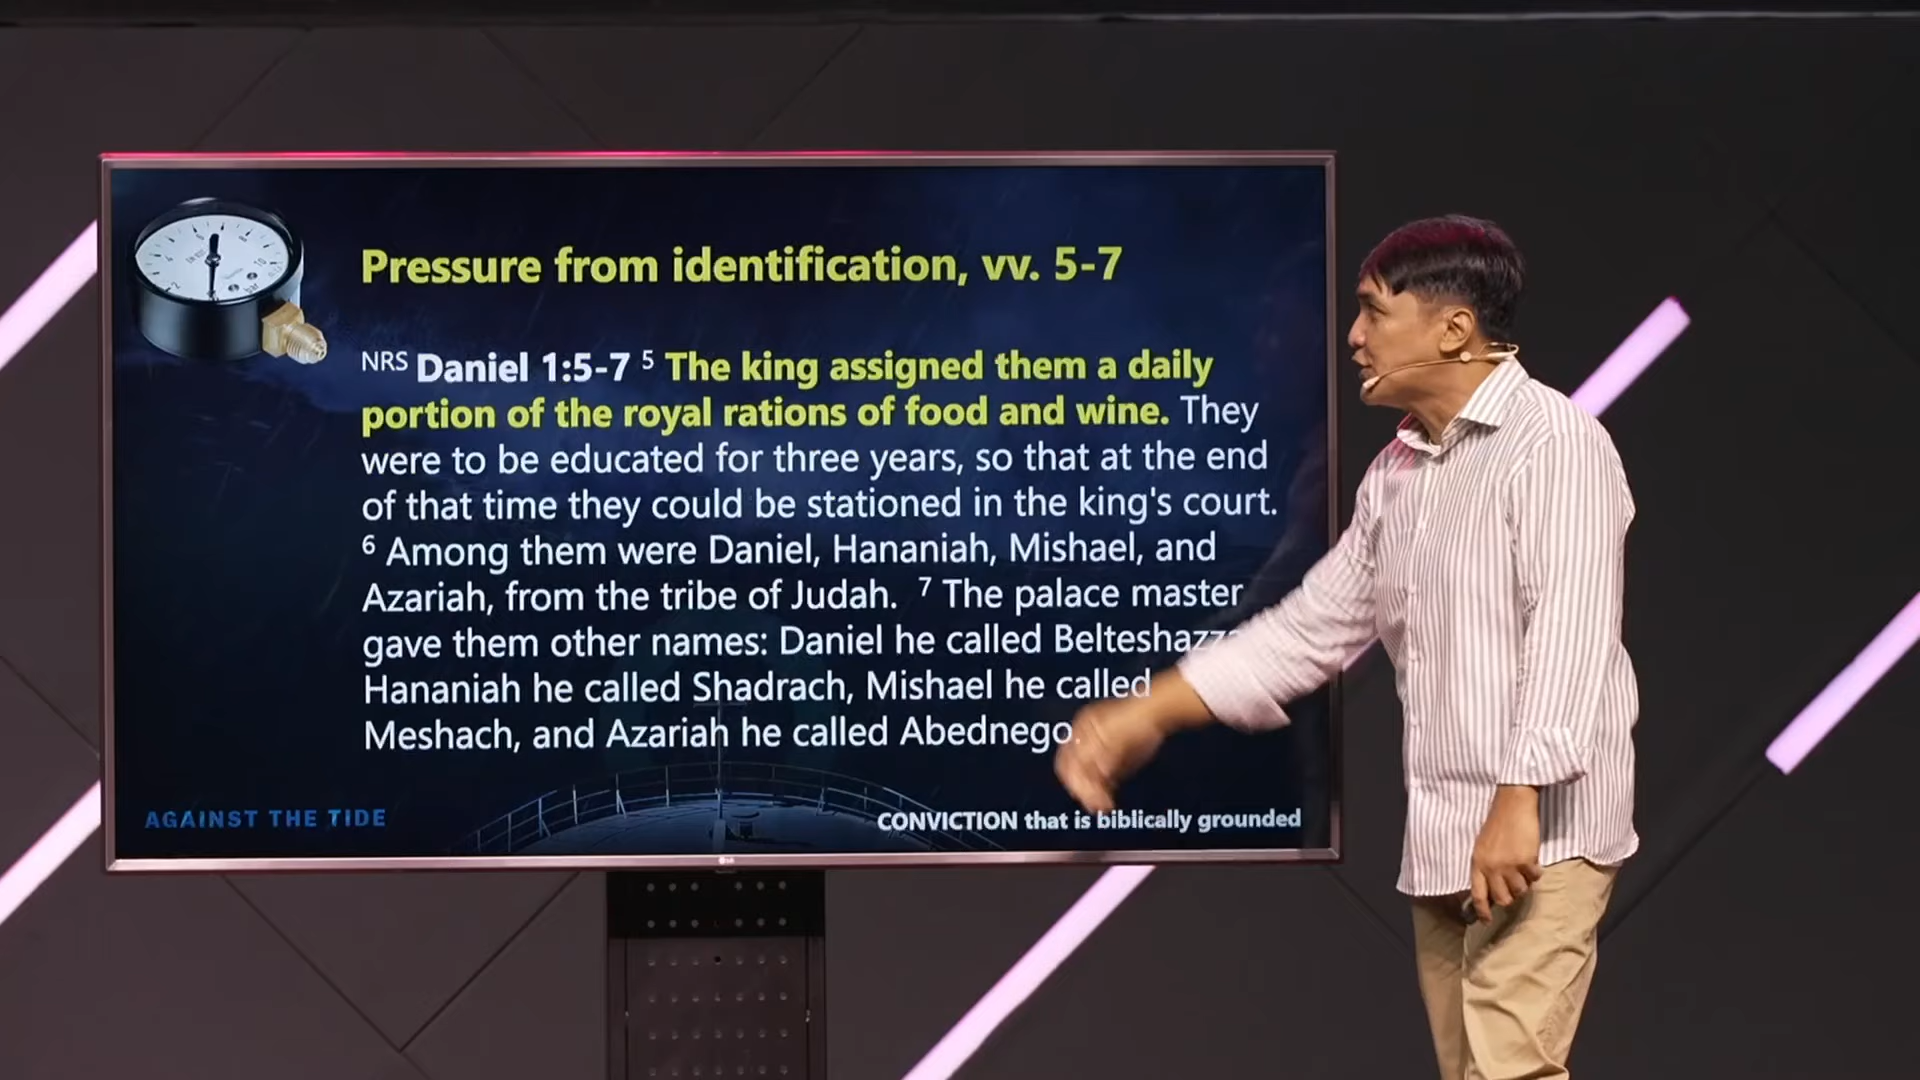 Pressure from identification, vv. 5-7
NRS Daniel 1:5-7 5 The king assigned them a daily
portion of the royal rations of food and wine. They
were to be educated for three years, so that at the end
of that time they could be stationed in the king's court.
6 Among them were Daniel, Hananiah, Mishael, and
Azariah, from the tribe of Judah. 7 The palace master
gave them other names: Daniel he called
Hananiah he called Shadrach, Mishael he called
Meshach, and Azariah he called Abednego.
AGAINST THE TIDE
CONVICTION that is biblically grounded
LG